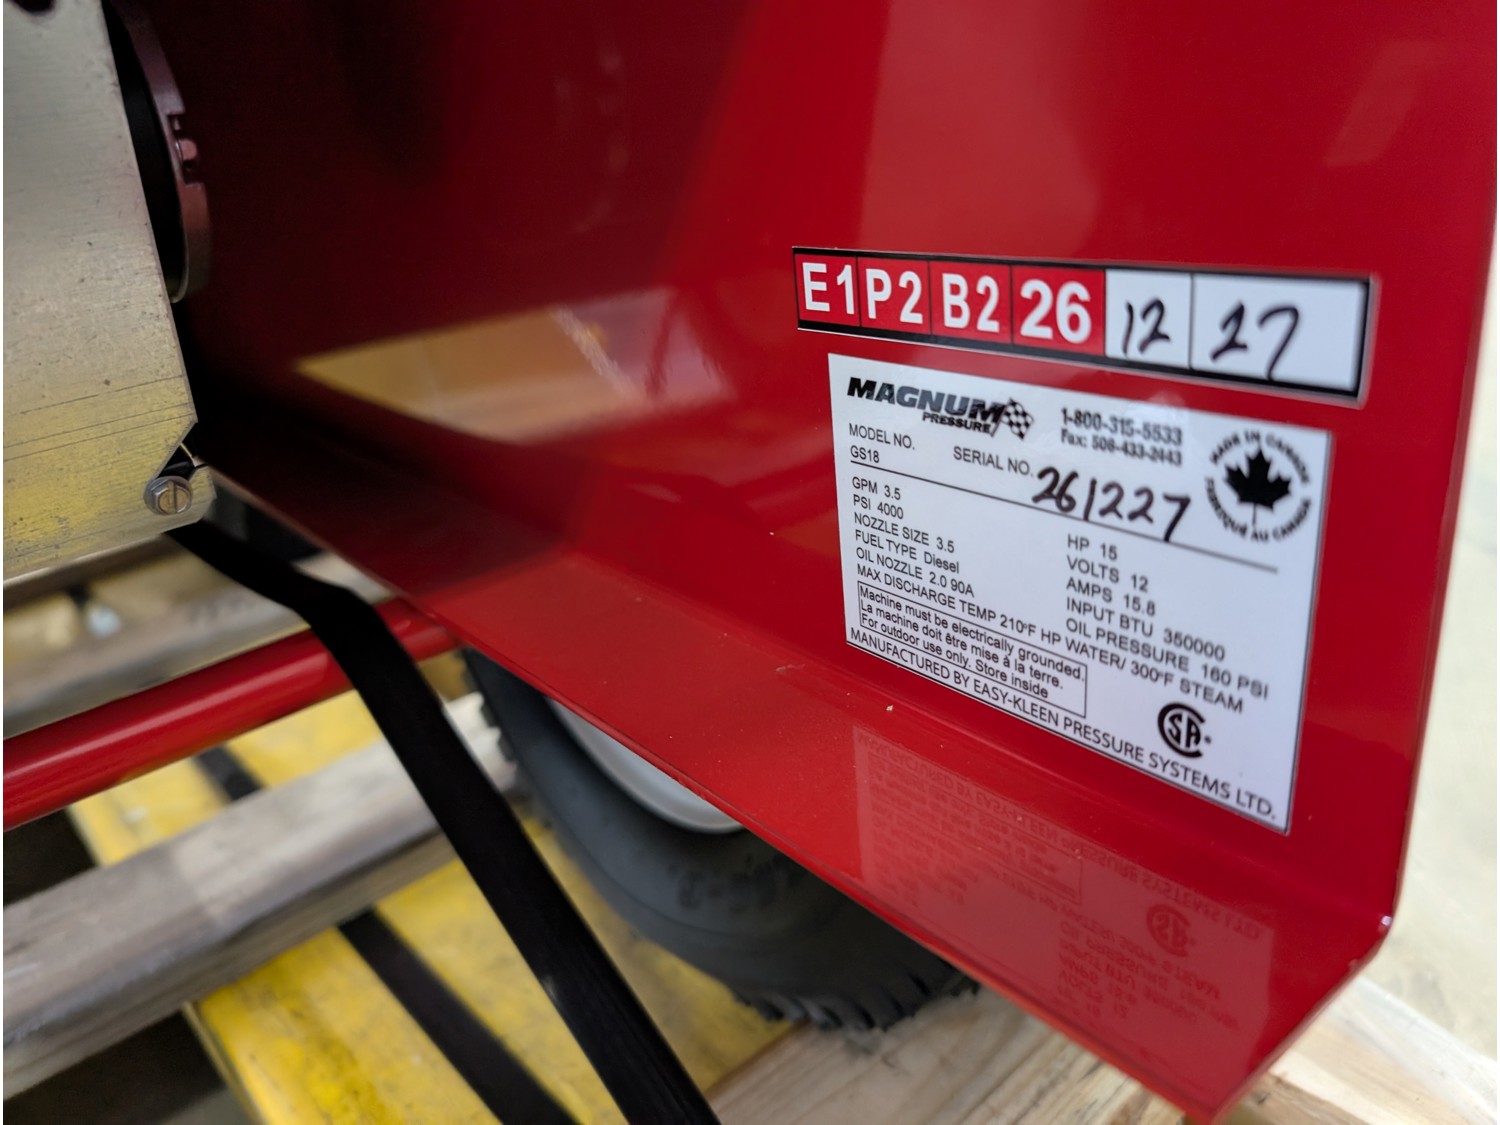 E1 P2 B2 26 12 27
MAGNUM
PRESSURE
1-800-315-5533
Fax: 506-433-2443
MADE IN CANADA
FABRIQUÉ AU CANADA
MODEL NO.
GS18
SERIAL NO. 261227
GPM 3.5
PSI 4000
NOZZLE SIZE 3.5
FUEL TYPE Diesel
OIL NOZZLE 2.0 90A
HP 15
VOLTS 12
AMPS 15.8
INPUT BTU 350000
OIL PRESSURE 160 PSI
MAX DISCHARGE TEMP 210°F HP WATER/ 300°F STEAM
Machine must be electrically grounded.
La machine doit être mise à la terre.
For outdoor use only. Store inside
SA
MANUFACTURED BY EASY-KLEEN PRESSURE SYSTEMS LTD.